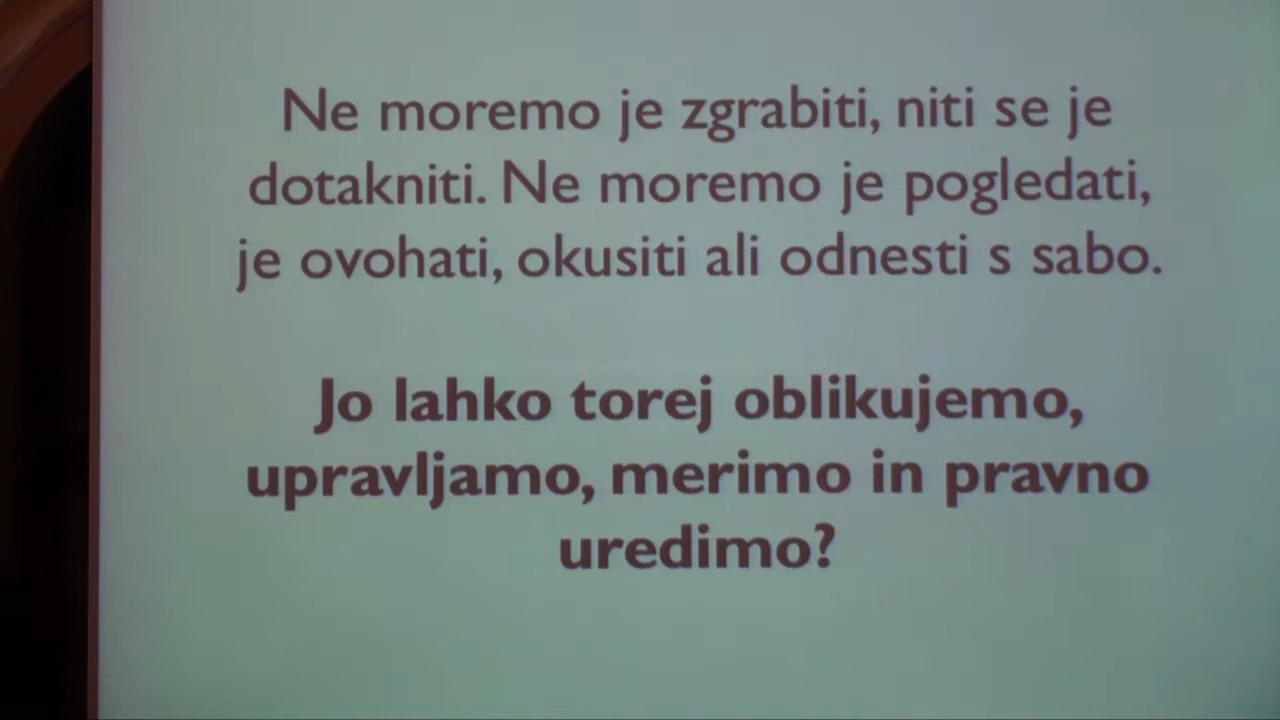 Ne moremo je zgrabiti, niti se je
dotakniti. Ne moremo je pogledati,
je ovohati, okusiti ali odnesti s sabo.
Jo lahko torej oblikujemo,
upravljamo, merimo in pravno
uredimo?